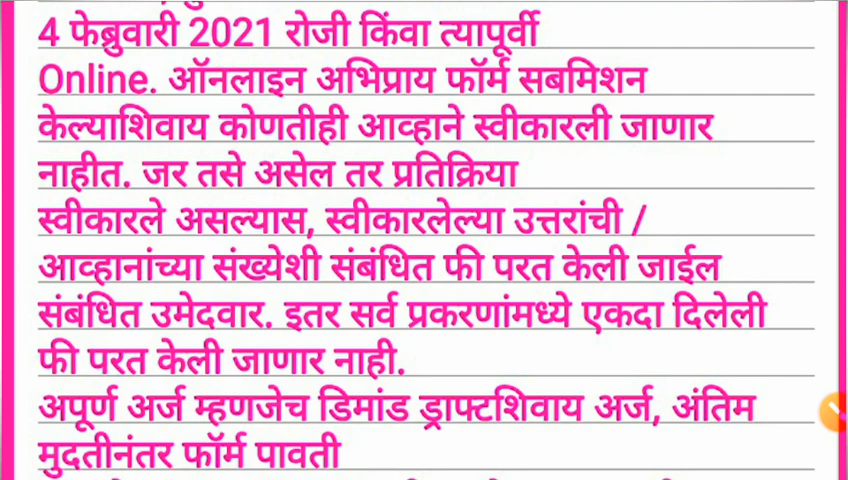 4 फेब्रुवारी 2021 रोजी किंवा त्यापूर्वी
Online. ऑनलाइन अभिप्राय फॉर्म सबमिशन
केल्याशिवाय कोणतीही आव्हाने स्वीकारली जाणार
नाहीत. जर तसे असेल तर प्रतिक्रिया
स्वीकारले असल्यास, स्वीकारलेल्या उत्तरांची /
आव्हानांच्या संख्येशी संबंधित फी परत केली जाईल
संबंधित उमेदवार. इतर सर्व प्रकरणांमध्ये एकदा दिलेली
फी परत केली जाणार नाही.
अपूर्ण अर्ज म्हणजेच डिमांड ड्राफ्टशिवाय अर्ज, अंतिम
मुदतीनंतर फॉर्म पावती